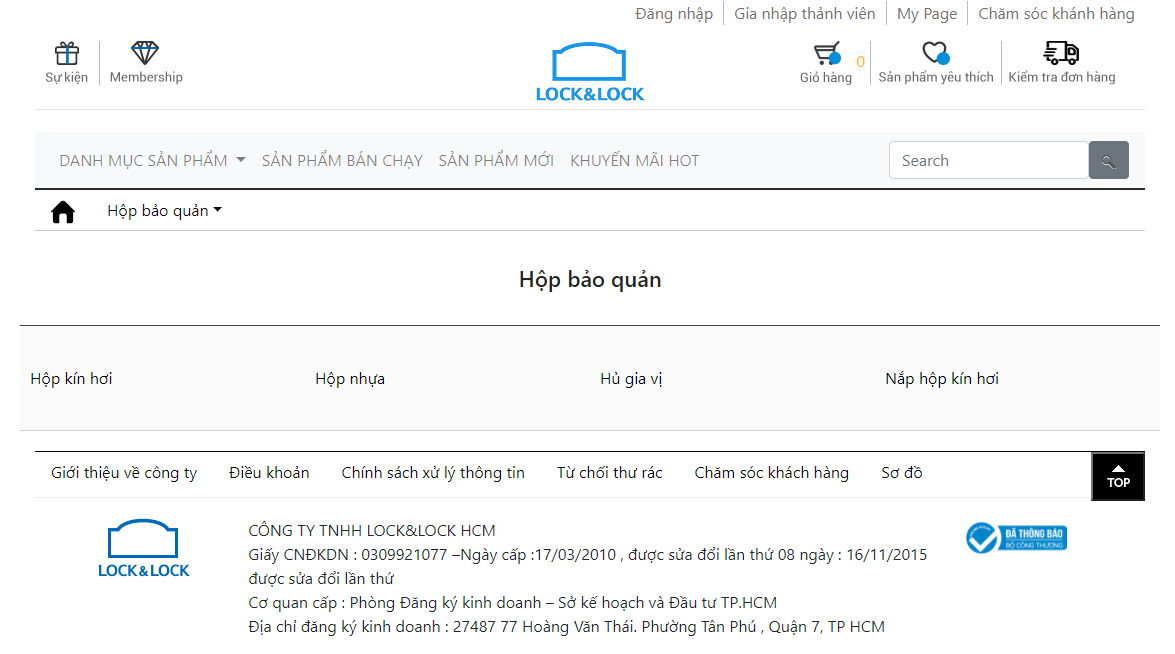 Đăng nhập Gia nhập thành viên My Page Chăm sóc khánh hàng
Sự kiện Membership LOCK&LOCK Giỏ hàng 0 Sản phẩm yêu thích Kiểm tra đơn hàng
DANH MỤC SẢN PHẨM SẢN PHẨM BÁN CHẠY SẢN PHẨM MỚI KHUYẾN MÃI HOT Search
Hộp bảo quản
Hộp bảo quản
Hộp kín hơi Hộp nhựa Hủ gia vị Nắp hộp kín hơi
Giới thiệu về công ty Điều khoản Chính sách xử lý thông tin Từ chối thư rác Chăm sóc khách hàng Sơ đồ TOP
LOCK&LOCK
CÔNG TY TNHH LOCK&LOCK HCM
Giấy CNĐKDN : 0309921077 –Ngày cấp :17/03/2010 , được sửa đổi lần thứ 08 ngày : 16/11/2015
được sửa đổi lần thứ
Cơ quan cấp : Phòng Đăng ký kinh doanh – Sở kế hoạch và Đầu tư TP.HCM
Địa chỉ đăng ký kinh doanh : 27487 77 Hoàng Văn Thái. Phường Tân Phú , Quận 7, TP HCM
ĐÃ THÔNG BÁO
BỘ CÔNG THƯƠNG